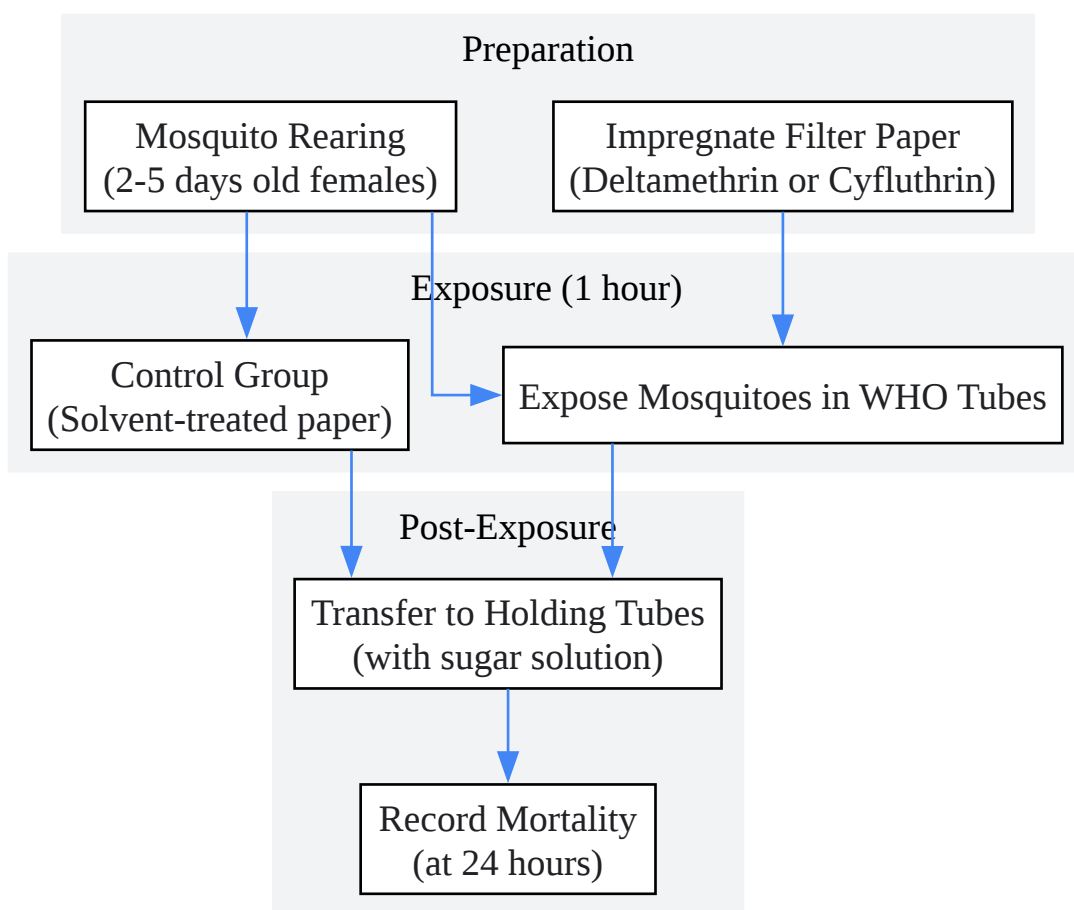 Preparation
Mosquito Rearing
(2-5 days old females)
Impregnate Filter Paper
(Deltamethrin or Cyfluthrin)
Exposure (1 hour)
Control Group
(Solvent-treated paper)
Expose Mosquitoes in WHO Tubes
Post-Exposure
Transfer to Holding Tubes
(with sugar solution)
Record Mortality
(at 24 hours)